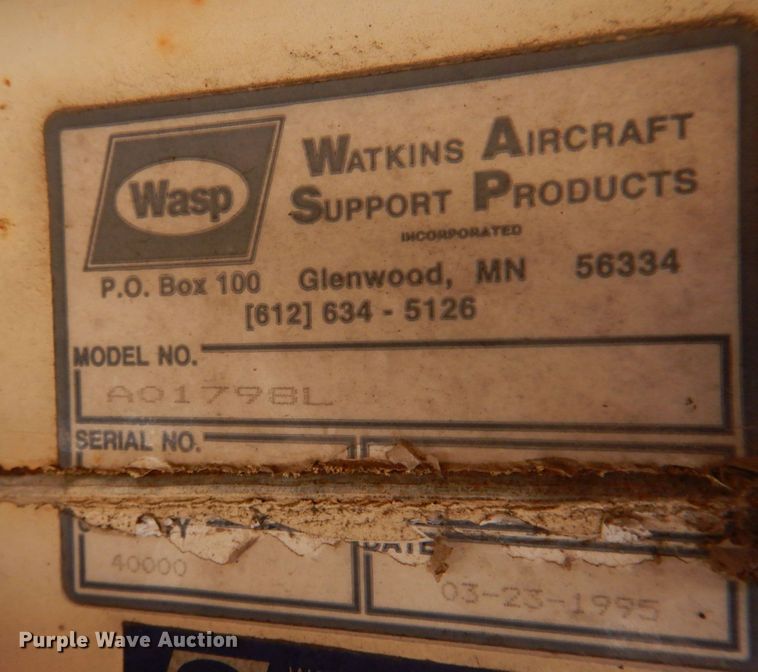 Wasp
WATKINS AIRCRAFT
SUPPORT PRODUCTS
INCORPORATED
P.O. Box 100 Glenwood, MN 56334
[612] 634 - 5126
MODEL NO.
A01798L
SERIAL NO.
DATE
40000
03-23-1995
Purple Wave Auction